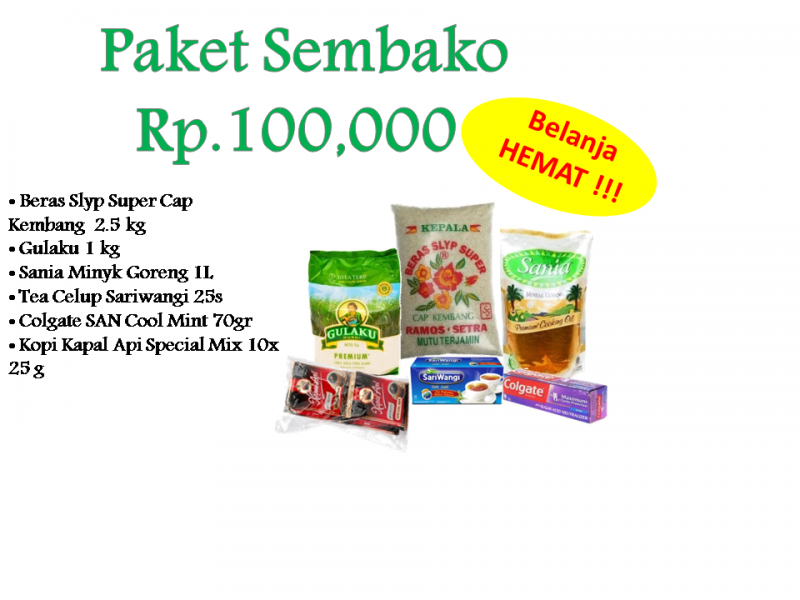 Paket Sembako
Rp.100,000
Belanja
HEMAT !!!
• Beras Slyp Super Cap
Kembang 2.5 kg
• Gulaku 1 kg
• Sania Minyk Goreng 1L
• Tea Celup Sariwangi 25s
• Colgate SAN Cool Mint 70gr
• Kopi Kapal Api Special Mix 10x
25 g
KEPALA
BERAS SLYP SUPER
CAP KEMBANG
RAMOS - SETRA
MUTU TERJAMIN
GULAKU
PREMIUM
Sania
Premium Cooking Oil
SariWangi
Colgate
Maximum